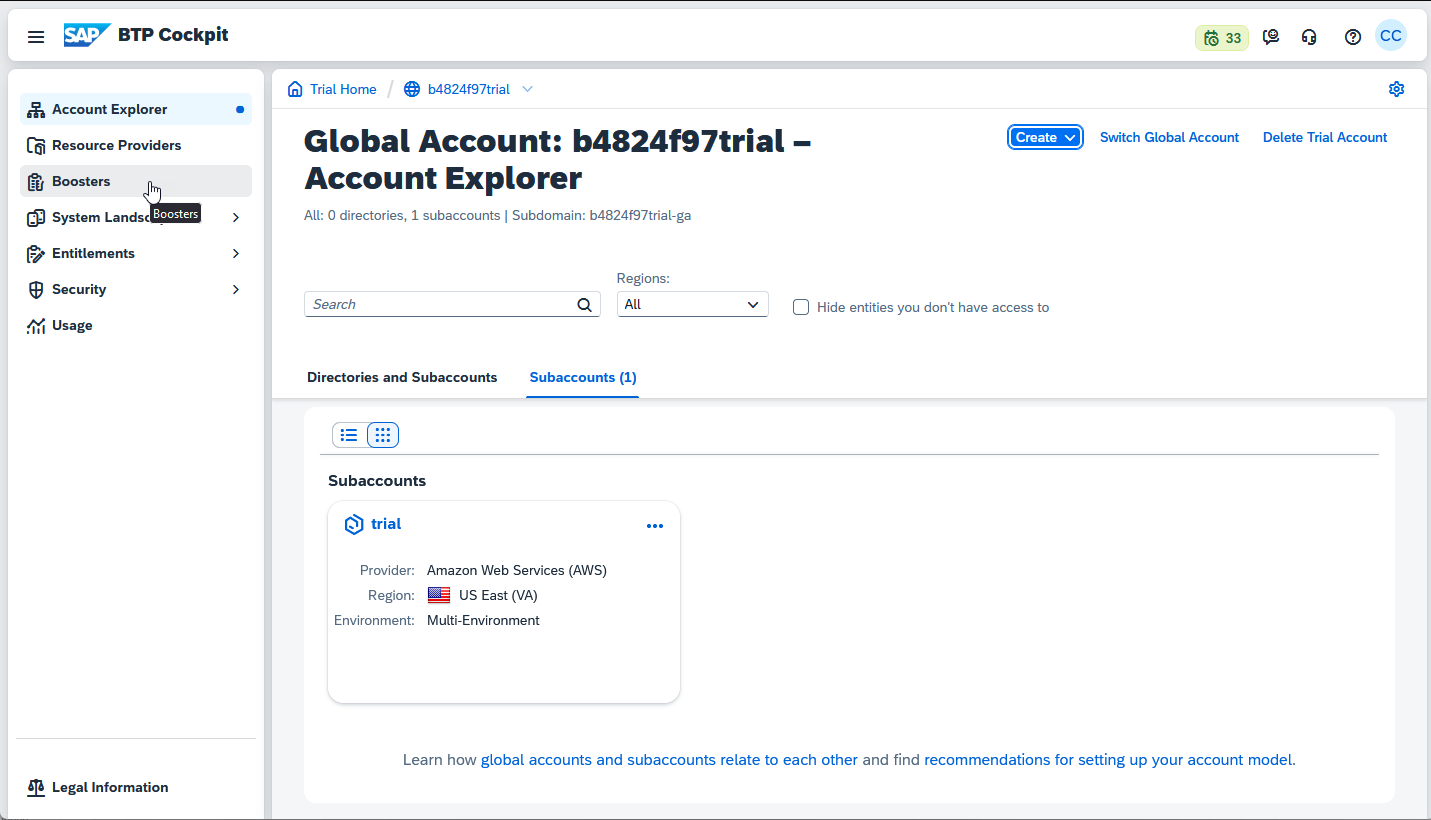 SAP BTP Cockpit
33
CC
Account Explorer
Resource Providers
Boosters
System Landsc
Boosters
Entitlements
Security
Usage
Legal Information
Trial Home / b4824f97trial
Global Account: b4824f97trial –
Account Explorer
All: 0 directories, 1 subaccounts | Subdomain: b4824f97trial-ga
Create
Switch Global Account
Delete Trial Account
Regions:
Search
All
Hide entities you don't have access to
Directories and Subaccounts
Subaccounts (1)
Subaccounts
trial
Provider: Amazon Web Services (AWS)
Region: US East (VA)
Environment: Multi-Environment
Learn how global accounts and subaccounts relate to each other and find recommendations for setting up your account model.